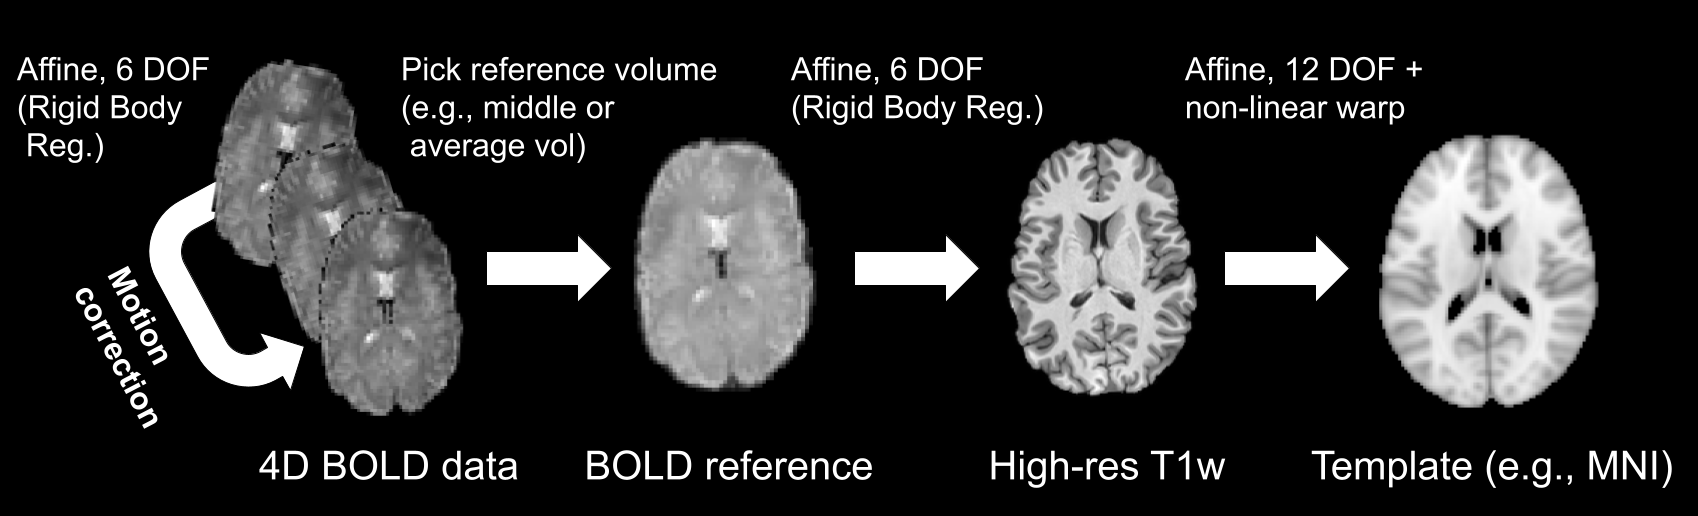 Affine, 6 DOF
(Rigid Body
Reg.)
Pick reference volume
(e.g., middle or
average vol)
Affine, 6 DOF
(Rigid Body Reg.)
Affine, 12 DOF +
non-linear warp
Motion
correction
4D BOLD data
BOLD reference
High-res T1w
Template (e.g., MNI)